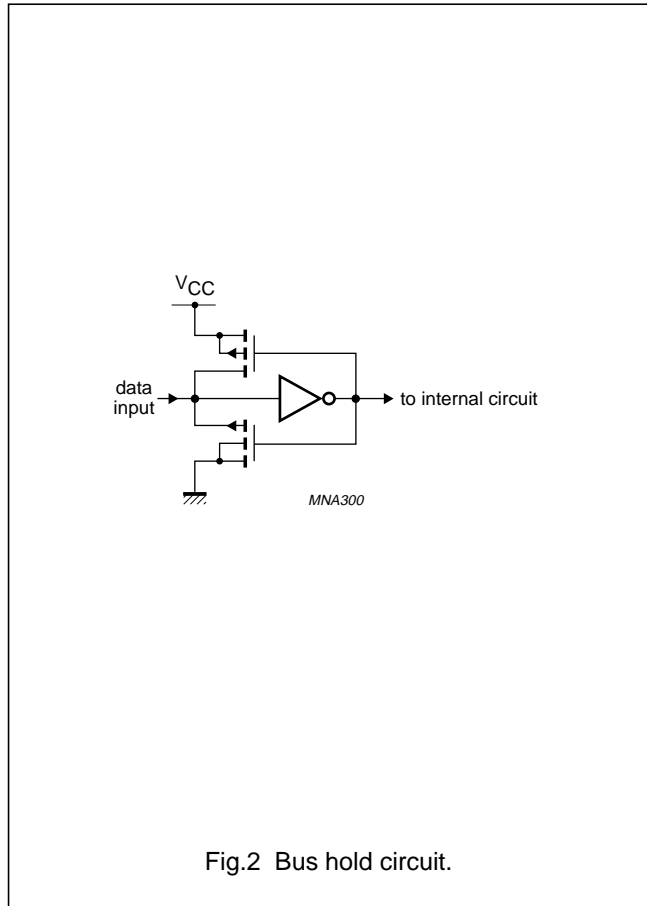 VCC
data
input
to internal circuit
MNA300
Fig.2 Bus hold circuit.